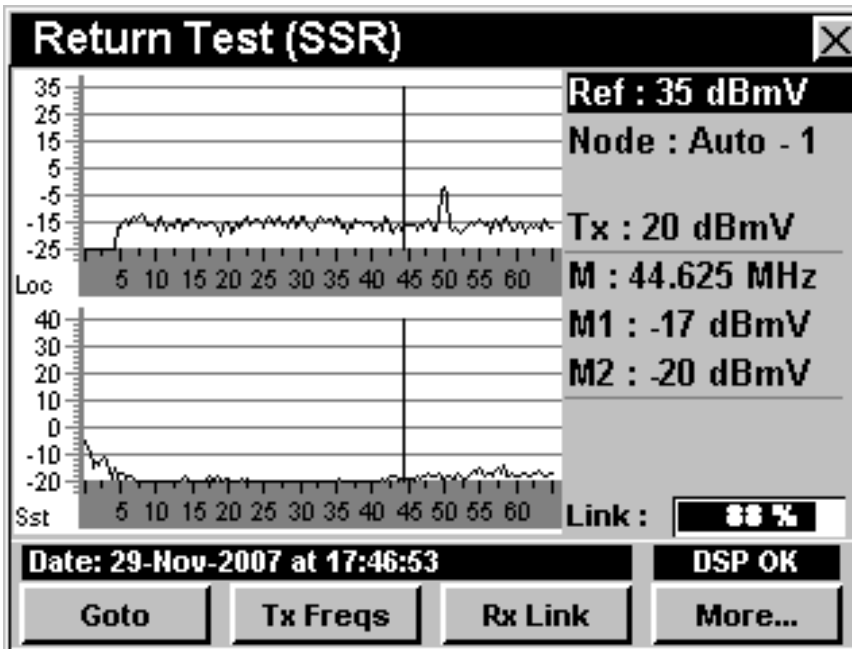 Return Test (SSR)
35
25
15
5
-5
-15
-25
Loc
5 10 15 20 25 30 35 40 45 50 55 60
40
30
20
10
0
-10
-20
Sst
5 10 15 20 25 30 35 40 45 50 55 60
Ref : 35 dBmV
Node : Auto - 1
Tx : 20 dBmV
M : 44.625 MHz
M1 : -17 dBmV
M2 : -20 dBmV
Link : 88 %
Date: 29-Nov-2007 at 17:46:53
DSP OK
Goto
Tx Freqs
Rx Link
More...